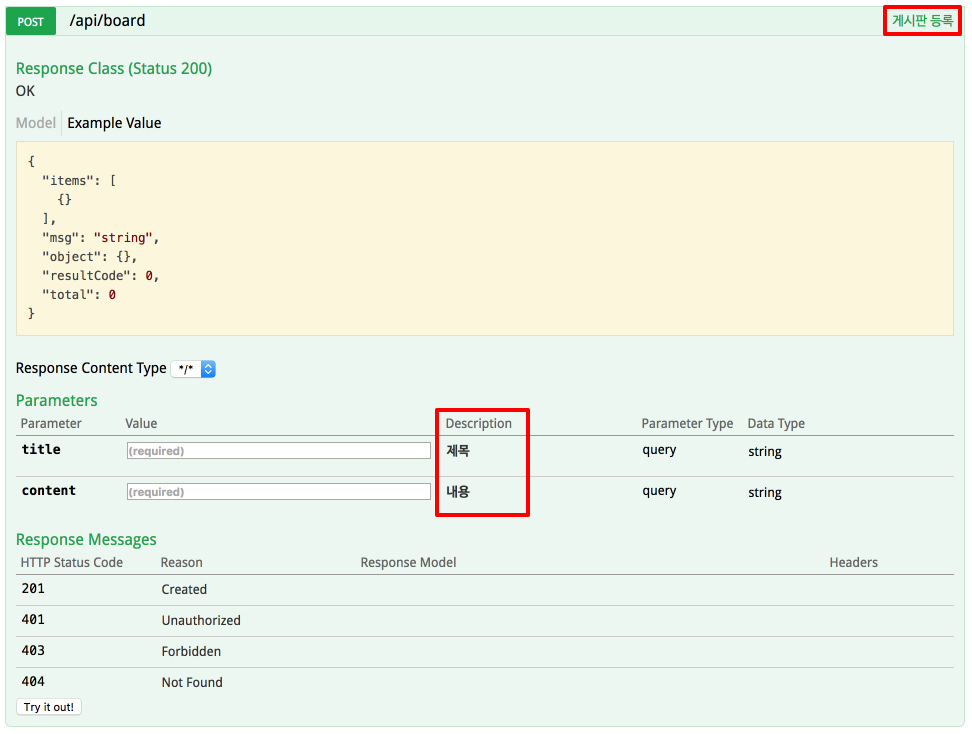 POST /api/board 게시판 등록
Response Class (Status 200)
OK
Model Example Value
{
  "items": [
    {}
  ],
  "msg": "string",
  "object": {},
  "resultCode": 0,
  "total": 0
}
Response Content Type */*
Parameters
Parameter Value Description Parameter Type Data Type
title (required) 제목 query string
content (required) 내용 query string
Response Messages
HTTP Status Code Reason Response Model Headers
201 Created
401 Unauthorized
403 Forbidden
404 Not Found
Try it out!